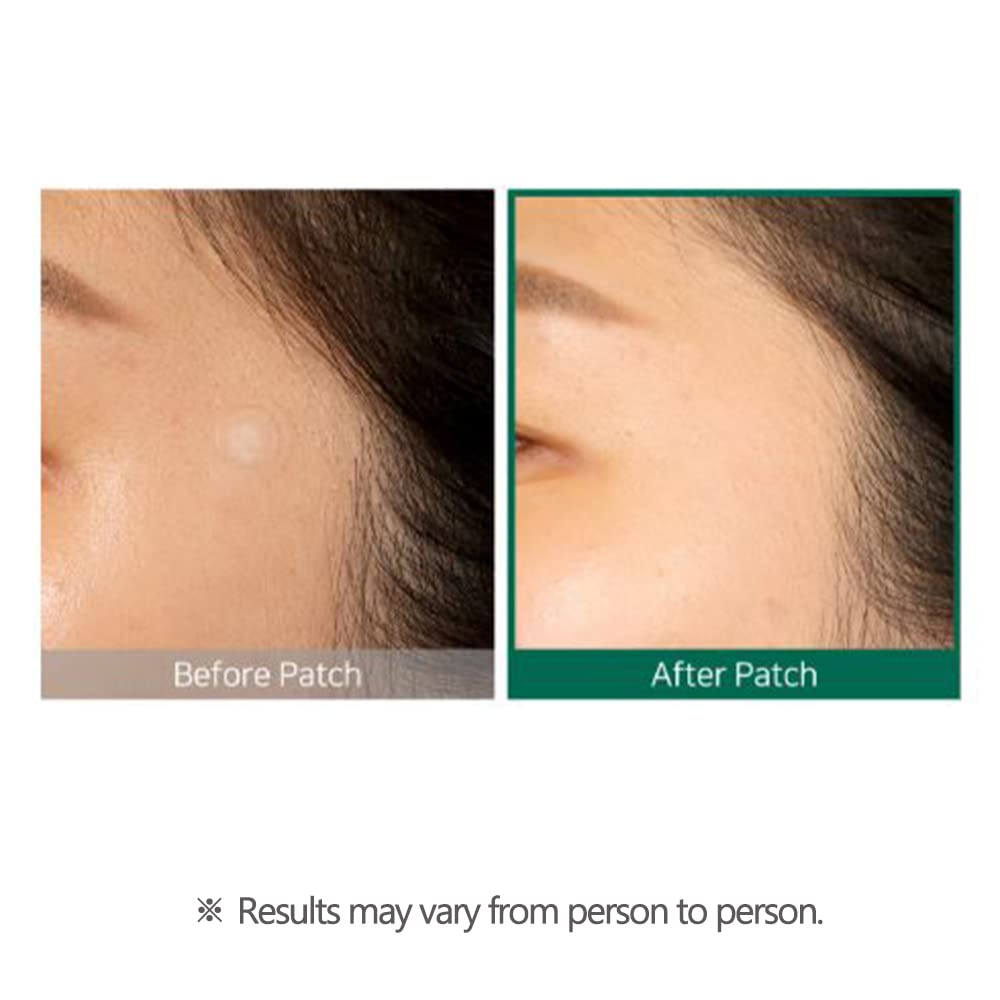 Before Patch
After Patch
※ Results may vary from person to person.